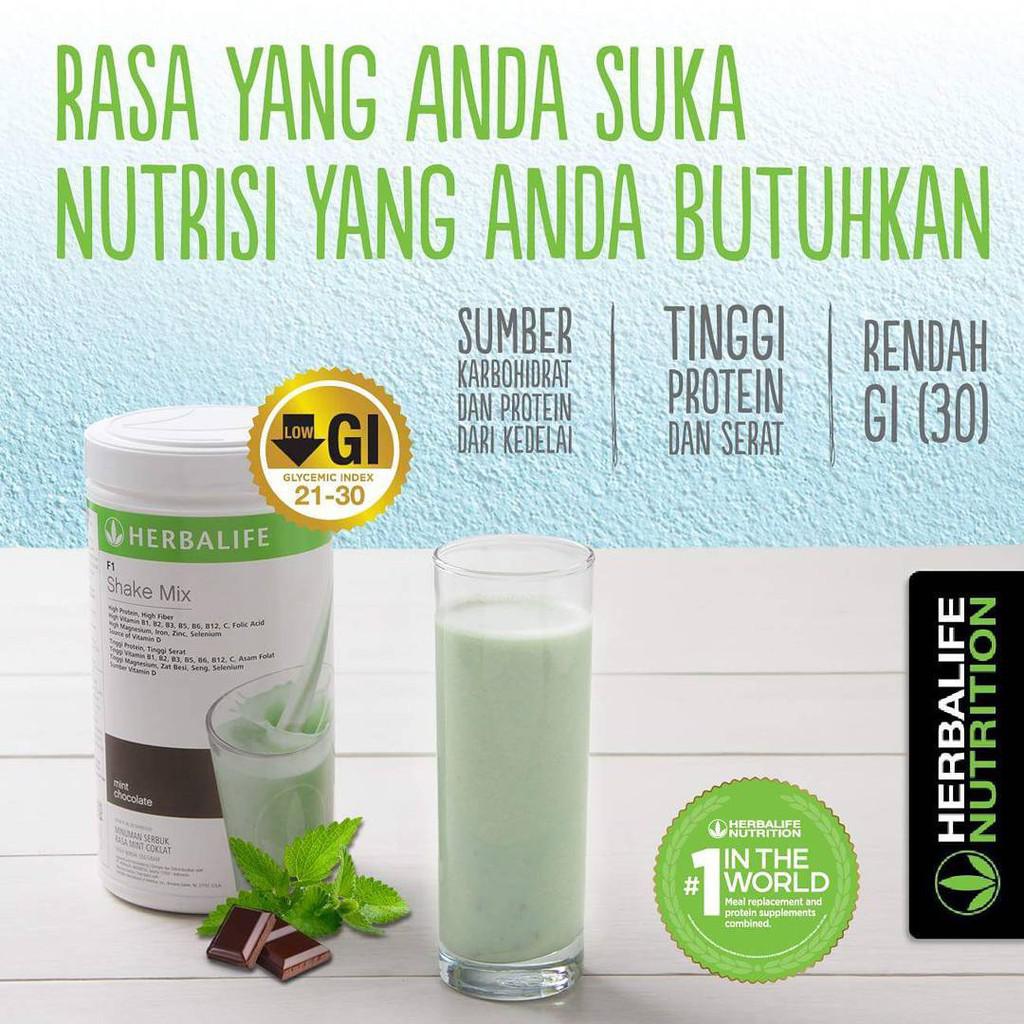 RASA YANG ANDA SUKA
NUTRISI YANG ANDA BUTUHKAN
SUMBER
KARBOHIDRAT
DAN PROTEIN
DARI KEDELAI
TINGGI
PROTEIN
DAN SERAT
RENDAH
GI (30)
LOW GI
GLYCEMIC INDEX
21-30
HERBALIFE
F1
Shake Mix
High Protein, High Fiber
High Vitamin B1, B2, B3, B5, B6, B12, C, Folic Acid
High Magnesium, Iron, Zinc, Selenium
Source of Vitamin D
Tinggi Protein, Tinggi Serat
Tinggi Vitamin B1, B2, B3, B5, B6, B12, C, Asam Folat
Tinggi Magnesium, Zat Besi, Seng, Selenium
Sumber Vitamin D
mint
chocolate
MINUMAN SERBUK
RASA MINT COKLAT
HERBALIFE
NUTRITION
HERBALIFE
NUTRITION
#1 IN THE
WORLD
Meal replacement and
protein supplements
combined.